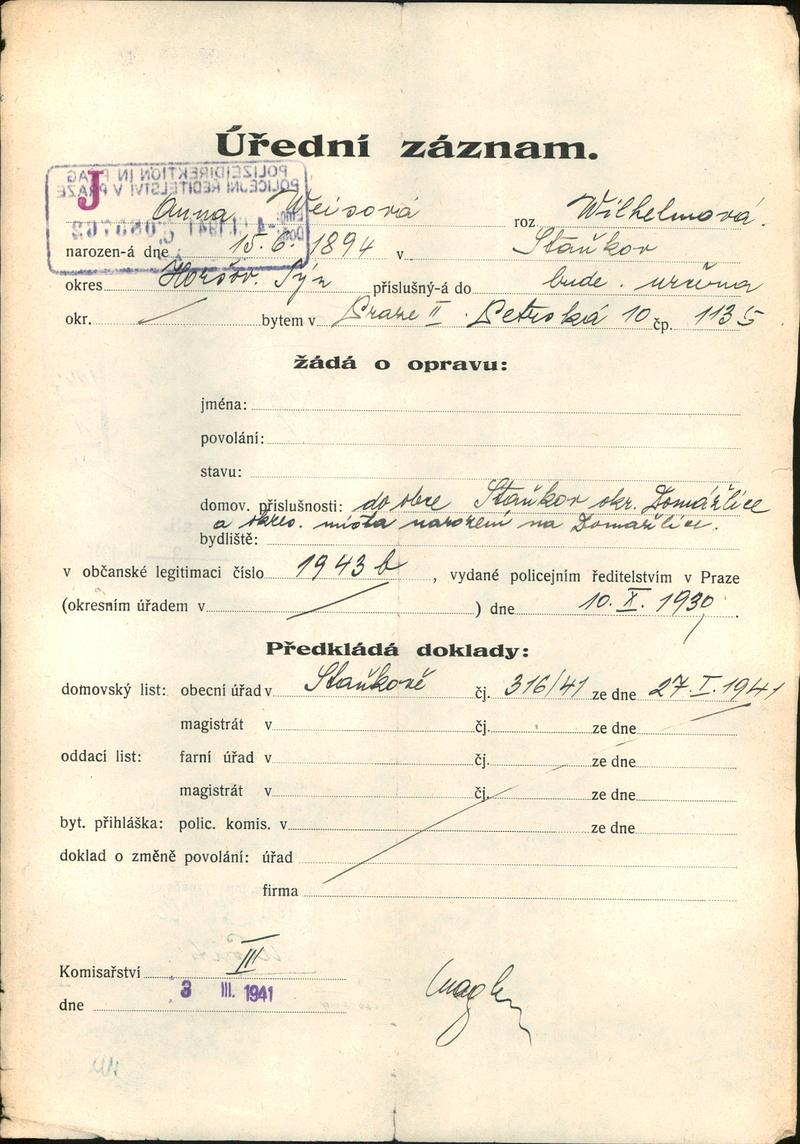 Úřední záznam.
J
POLIZEIDIREKTION IN PRAG
POLICEJNÍ ŘEDITELSTVÍ V PRAZE
Anna Weisová roz. Wilhelmová.
narozen-á dne 15. 6. 1894 v Staňkov
okres Horšov. Týn příslušný-á do bude určena
okr. bytem v Praze II. Petrská 10 čp. 1135
žádá o opravu:
jména:
povolání:
stavu:
domov. příslušnosti: do obce Staňkov okr. Domažlice
a okres. místa narození na Domažlice.
bydliště:
v občanské legitimaci číslo 1943 b, vydané policejním ředitelstvím v Praze
(okresním úřadem v ) dne 10. X. 1930.
Předkládá doklady:
domovský list: obecní úřad v Staňkově čj. 316/41 ze dne 27. I. 1941
magistrát v čj. ze dne
oddací list: farní úřad v čj. ze dne
magistrát v čj. ze dne
byt. přihláška: polic. komis. v ze dne
doklad o změně povolání: úřad
firma
Komisařství III
dne 3 III. 1941